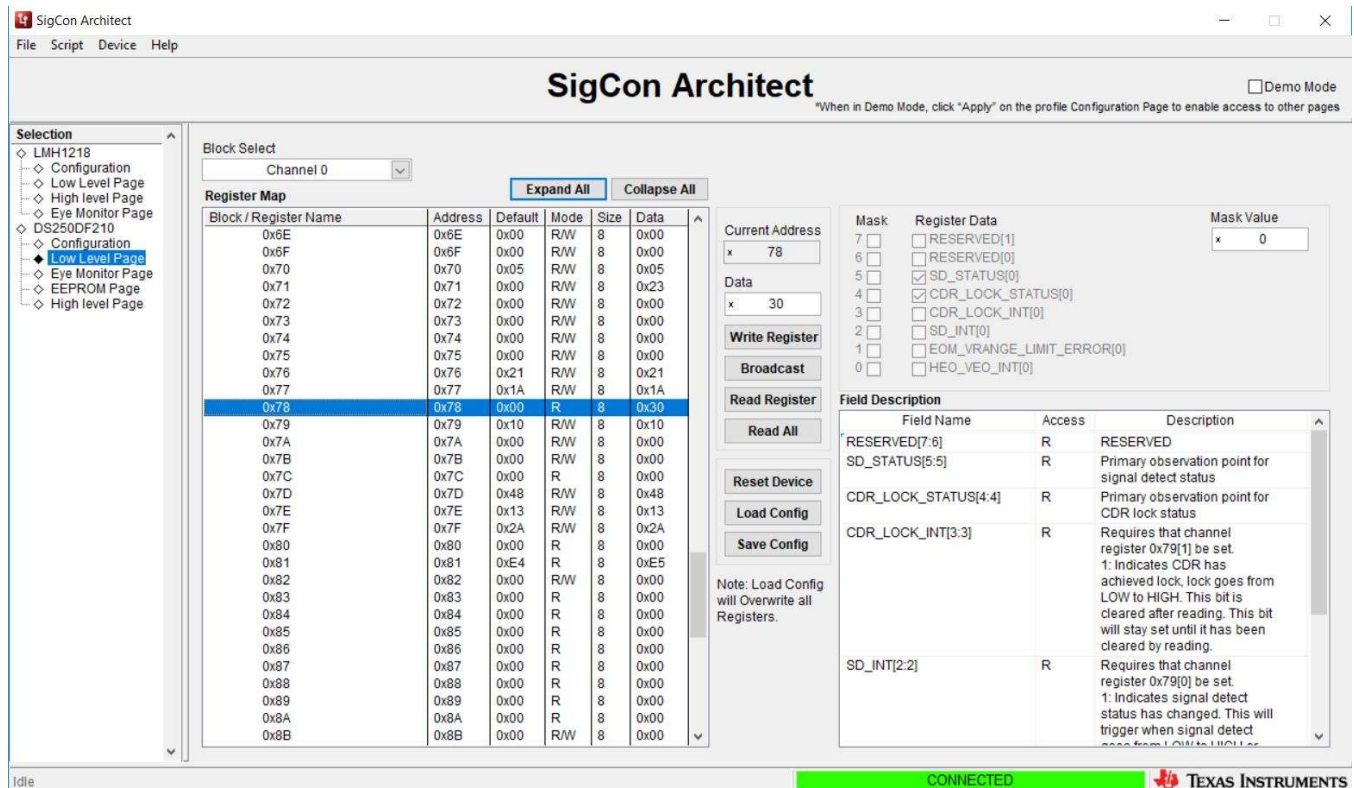 SigCon Architect
File Script Device Help
SigCon Architect
Demo Mode
*When in Demo Mode, click "Apply" on the profile Configuration Page to enable access to other pages
Selection
LMH1218
Configuration
Low Level Page
High level Page
Eye Monitor Page
DS250DF210
Configuration
Low Level Page
Eye Monitor Page
EEPROM Page
High level Page
Block Select
Channel 0
Expand All Collapse All
Register Map
Block / Register Name Address Default Mode Size Data
0x6E 0x6E 0x00 R/W 8 0x00
0x6F 0x6F 0x00 R/W 8 0x00
0x70 0x70 0x05 R/W 8 0x05
0x71 0x71 0x00 R/W 8 0x23
0x72 0x72 0x00 R/W 8 0x00
0x73 0x73 0x00 R/W 8 0x00
0x74 0x74 0x00 R/W 8 0x00
0x75 0x75 0x00 R/W 8 0x00
0x76 0x76 0x21 R/W 8 0x21
0x77 0x77 0x1A R/W 8 0x1A
0x78 0x78 0x00 R 8 0x30
0x79 0x79 0x10 R/W 8 0x10
0x7A 0x7A 0x00 R/W 8 0x00
0x7B 0x7B 0x00 R/W 8 0x00
0x7C 0x7C 0x00 R 8 0x00
0x7D 0x7D 0x48 R/W 8 0x48
0x7E 0x7E 0x13 R/W 8 0x13
0x7F 0x7F 0x2A R/W 8 0x2A
0x80 0x80 0x00 R 8 0x00
0x81 0x81 0xE4 R 8 0xE5
0x82 0x82 0x00 R/W 8 0x00
0x83 0x83 0x00 R 8 0x00
0x84 0x84 0x00 R 8 0x00
0x85 0x85 0x00 R 8 0x00
0x86 0x86 0x00 R 8 0x00
0x87 0x87 0x00 R 8 0x00
0x88 0x88 0x00 R 8 0x00
0x89 0x89 0x00 R 8 0x00
0x8A 0x8A 0x00 R 8 0x00
0x8B 0x8B 0x00 R/W 8 0x00
Current Address
x 78
Data
x 30
Write Register
Broadcast
Read Register
Read All
Reset Device
Load Config
Save Config
Note: Load Config
will Overwrite all
Registers.
Mask Register Data
Mask Value
x 0
7 RESERVED[1]
6 RESERVED[0]
5 SD_STATUS[0]
4 CDR_LOCK_STATUS[0]
3 CDR_LOCK_INT[0]
2 SD_INT[0]
1 EOM_VRANGE_LIMIT_ERROR[0]
0 HEO_VEO_INT[0]
Field Description
Field Name Access Description
RESERVED[7:6] R RESERVED
SD_STATUS[5:5] R Primary observation point for
signal detect status
CDR_LOCK_STATUS[4:4] R Primary observation point for
CDR lock status
CDR_LOCK_INT[3:3] R Requires that channel
register 0x79[1] be set.
1: Indicates CDR has
achieved lock, lock goes from
LOW to HIGH. This bit is
cleared after reading. This bit
will stay set until it has been
cleared by reading.
SD_INT[2:2] R Requires that channel
register 0x79[0] be set.
1: Indicates signal detect
status has changed. This will
trigger when signal detect
goes from LOW to HIGH or
Idle
CONNECTED
TEXAS INSTRUMENTS